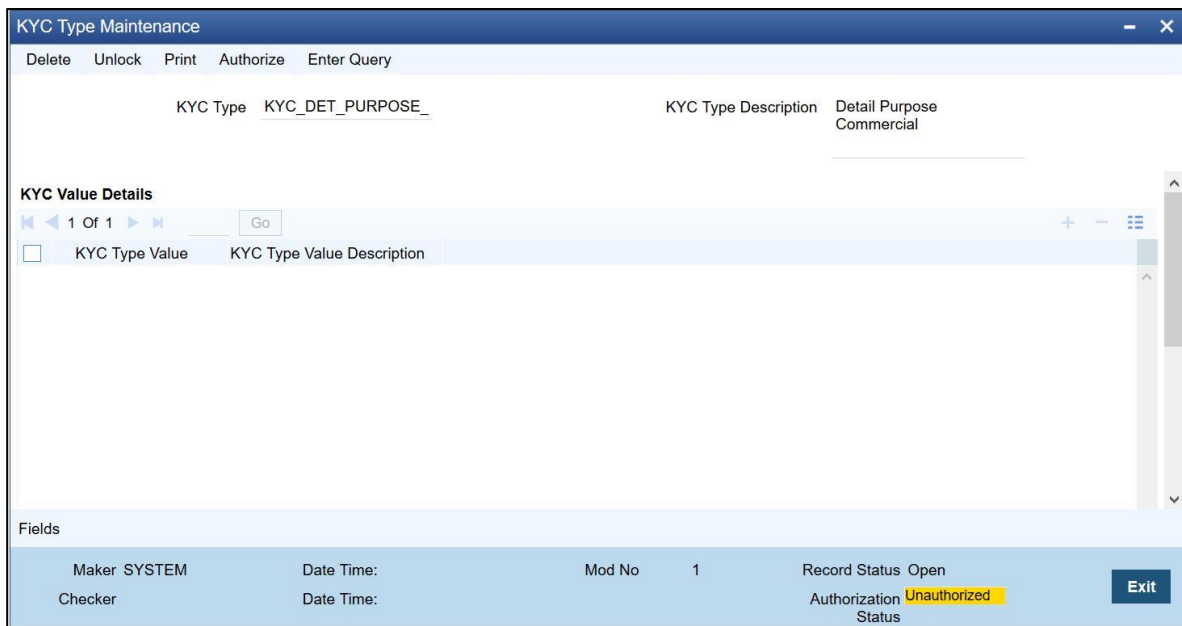 KYC Type Maintenance
Delete Unlock Print Authorize Enter Query
KYC Type KYC_DET_PURPOSE_ KYC Type Description Detail Purpose
Commercial
KYC Value Details
1 Of 1 Go
KYC Type Value KYC Type Value Description
Fields
Maker SYSTEM Date Time: Mod No 1 Record Status Open
Exit
Checker Date Time: Authorization Unauthorized
Status